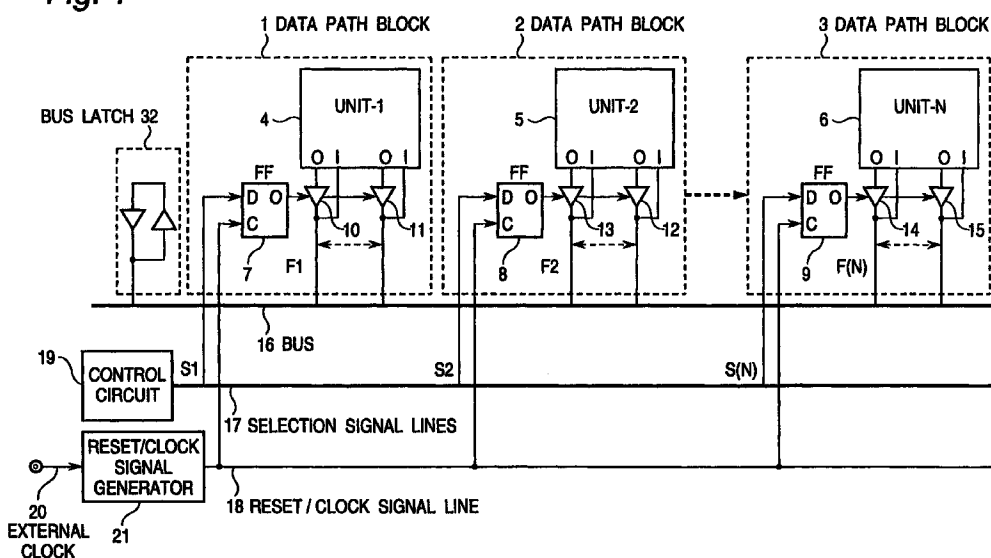 1 DATA PATH BLOCK
2 DATA PATH BLOCK
3 DATA PATH BLOCK
BUS LATCH 32
4
UNIT-1
O I O I
FF
D O
C
7
10
11
F1
5
UNIT-2
O I O I
FF
D O
C
8
13
12
F2
6
UNIT-N
O I O I
FF
D O
C
9
14
15
F(N)
16 BUS
19
CONTROL
CIRCUIT
S1
S2
S(N)
17 SELECTION SIGNAL LINES
RESET/CLOCK
SIGNAL
GENERATOR
18 RESET / CLOCK SIGNAL LINE
20
EXTERNAL
CLOCK
21